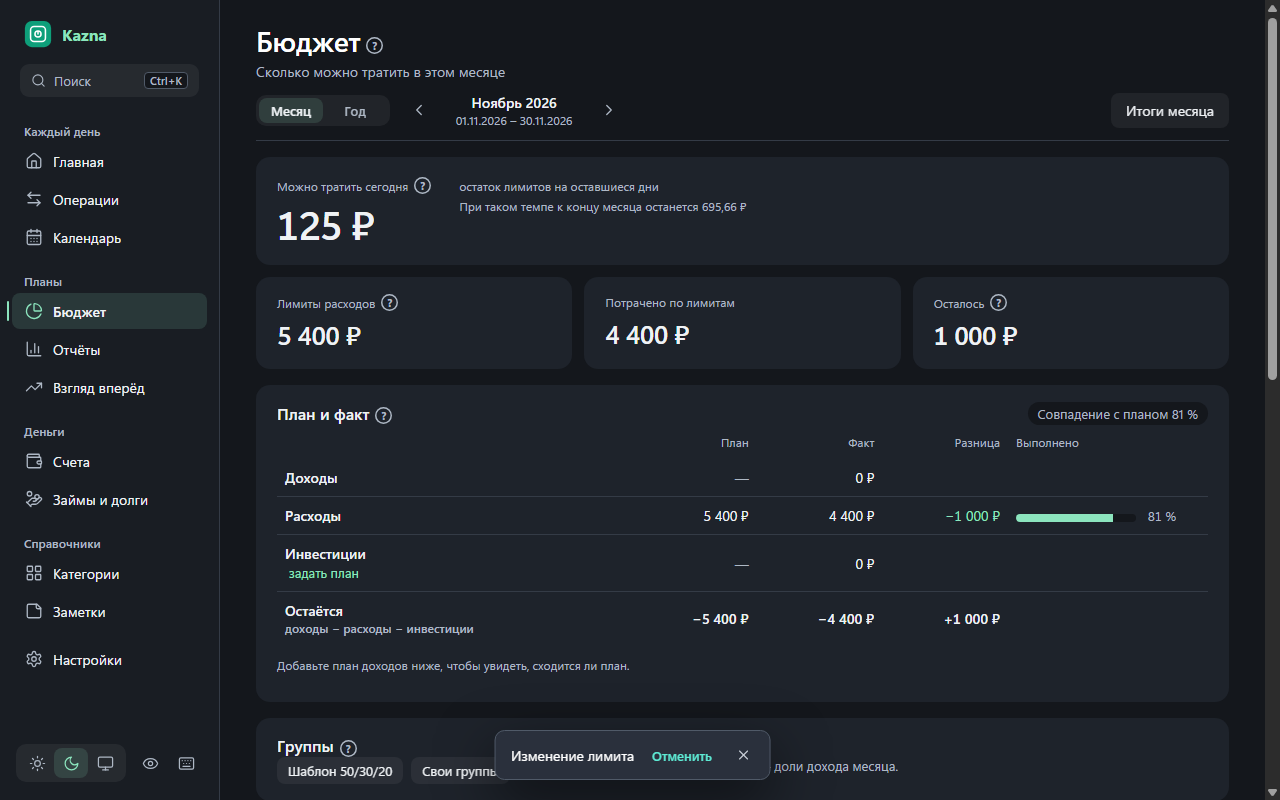 Kazna
Поиск Ctrl+K
Каждый день
Главная
Операции
Календарь
Планы
Бюджет
Отчёты
Взгляд вперёд
Деньги
Счета
Займы и долги
Справочники
Категории
Заметки
Настройки
Бюджет ?
Сколько можно тратить в этом месяце
Месяц Год
Ноябрь 2026
01.11.2026 – 30.11.2026
Итоги месяца
Можно тратить сегодня ?
125 ₽
остаток лимитов на оставшиеся дни
При таком темпе к концу месяца останется 695,66 ₽
Лимиты расходов ?
5 400 ₽
Потрачено по лимитам
4 400 ₽
Осталось ?
1 000 ₽
План и факт ?
Совпадение с планом 81 %
План Факт Разница Выполнено
Доходы — 0 ₽
Расходы 5 400 ₽ 4 400 ₽ −1 000 ₽ 81 %
Инвестиции — 0 ₽
задать план
Остаётся −5 400 ₽ −4 400 ₽ +1 000 ₽
доходы − расходы − инвестиции
Добавьте план доходов ниже, чтобы увидеть, сходится ли план.
Группы ?
Шаблон 50/30/20 Свои группы доли дохода месяца.
Изменение лимита Отменить